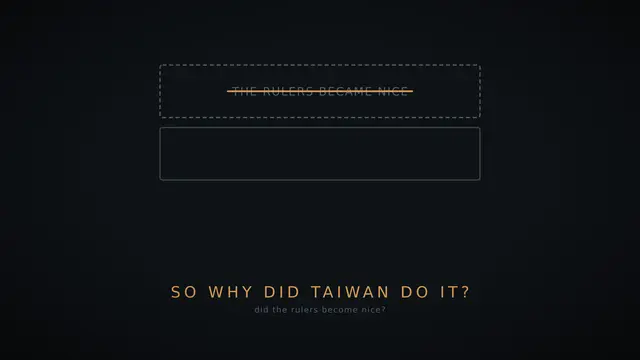 THE RULERS BECAME NICE
SO WHY DID TAIWAN DO IT?
did the rulers become nice?